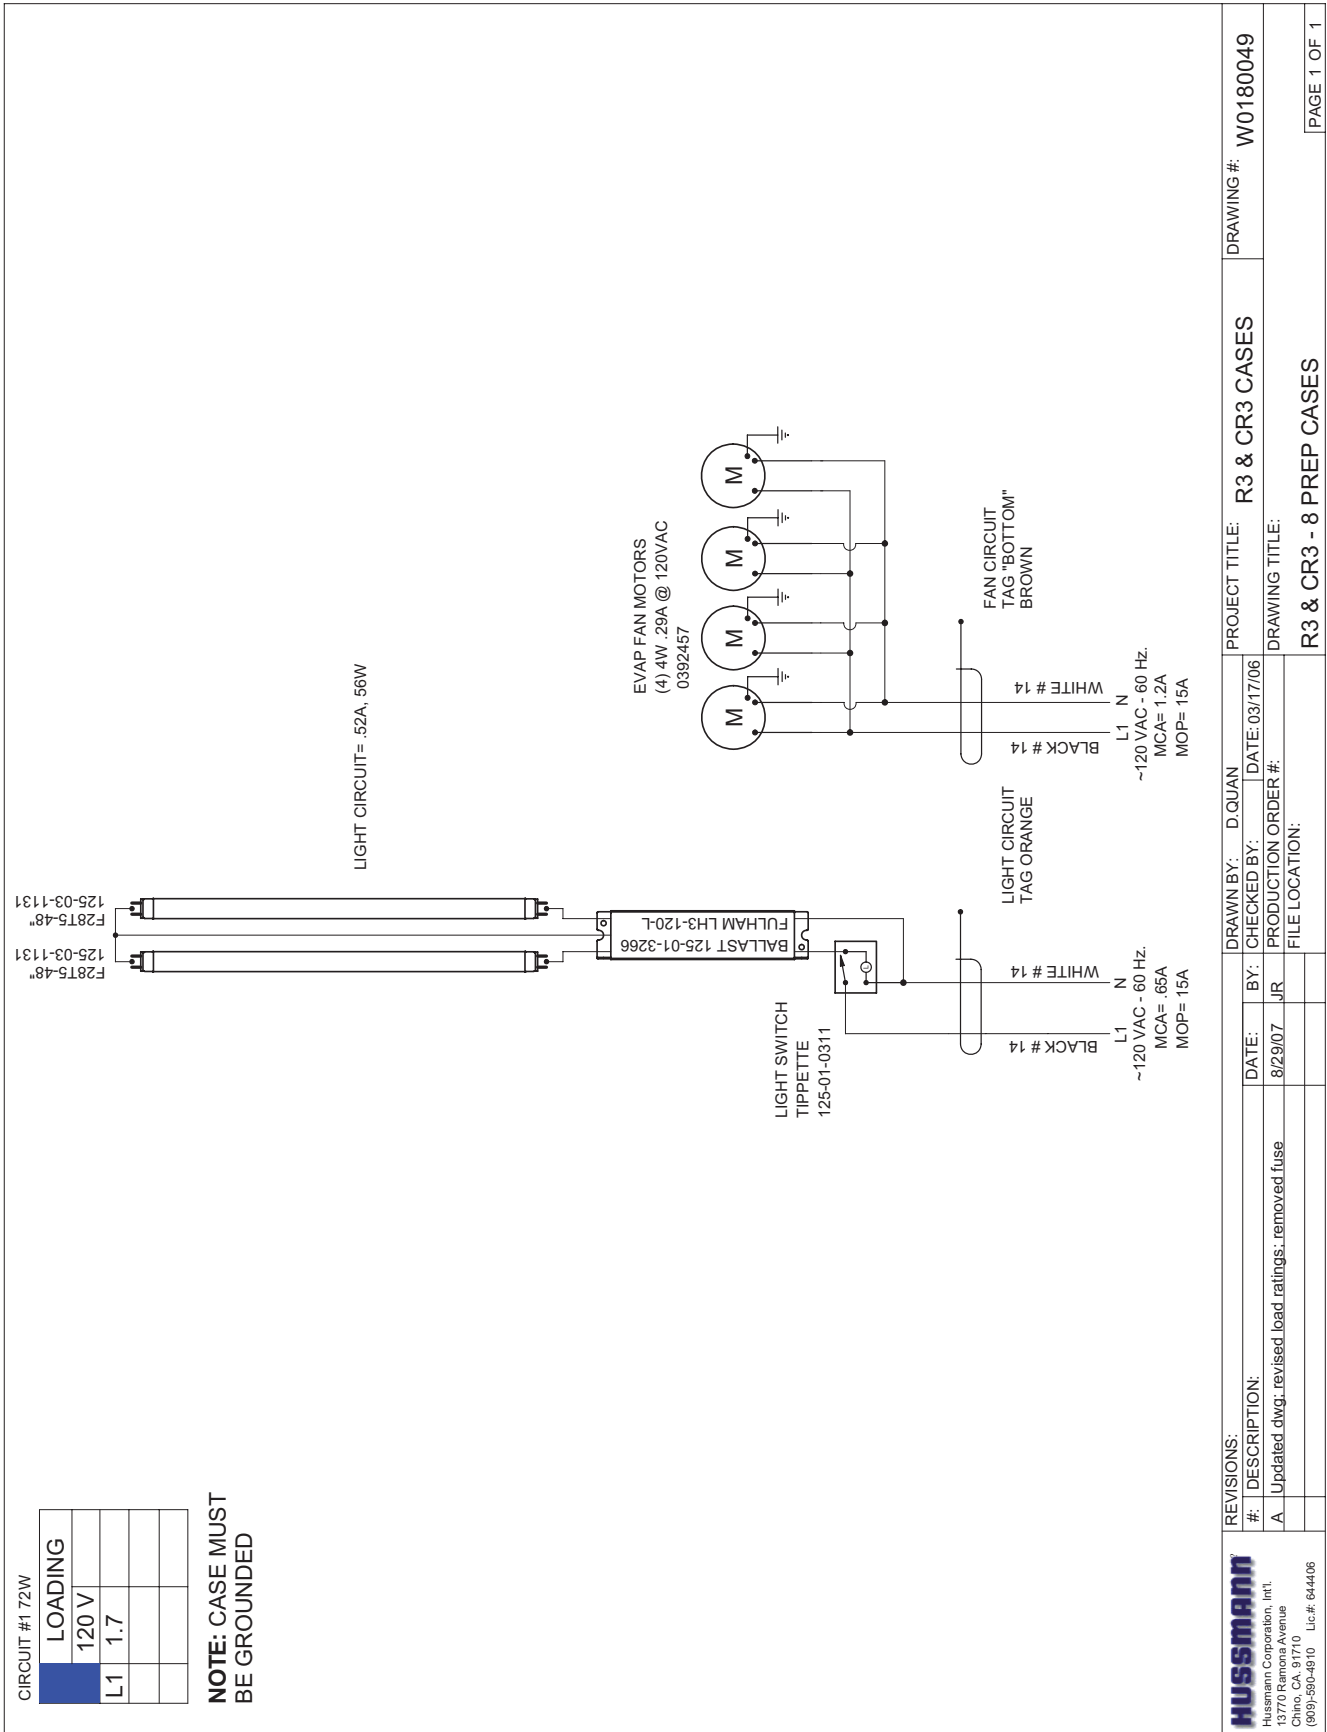 CIRCUIT #1 72W
LOADING
120 V
L1 1.7
NOTE: CASE MUST
BE GROUNDED
F28T5-48"
125-03-1131
F28T5-48"
125-03-1131
LIGHT CIRCUIT= .52A, 56W
BALLAST 125-01-3266
FULHAM LH3-120-L
LIGHT SWITCH
TIPPETTE
125-01-0311
L
BLACK # 14
WHITE # 14
L1 N
~120 VAC - 60 Hz.
MCA= .65A
MOP= 15A
LIGHT CIRCUIT
TAG ORANGE
EVAP FAN MOTORS
(4) 4W .29A @ 120VAC
0392457
M M M M
BLACK # 14
WHITE # 14
L1 N
~120 VAC - 60 Hz.
MCA= 1.2A
MOP= 15A
FAN CIRCUIT
TAG "BOTTOM"
BROWN
HUSSMANN
Hussmann Corporation, Int'l.
13770 Ramona Avenue
Chino, CA. 91710
(909)-590-4910 Lic.#: 644406
REVISIONS:
#: DESCRIPTION: DATE: BY:
A Updated dwg; revised load ratings; removed fuse 8/29/07 JR
DRAWN BY: D.QUAN
CHECKED BY: DATE: 03/17/06
PRODUCTION ORDER #:
FILE LOCATION:
PROJECT TITLE: R3 & CR3 CASES
DRAWING #: W0180049
DRAWING TITLE:
R3 & CR3 - 8 PREP CASES
PAGE 1 OF 1